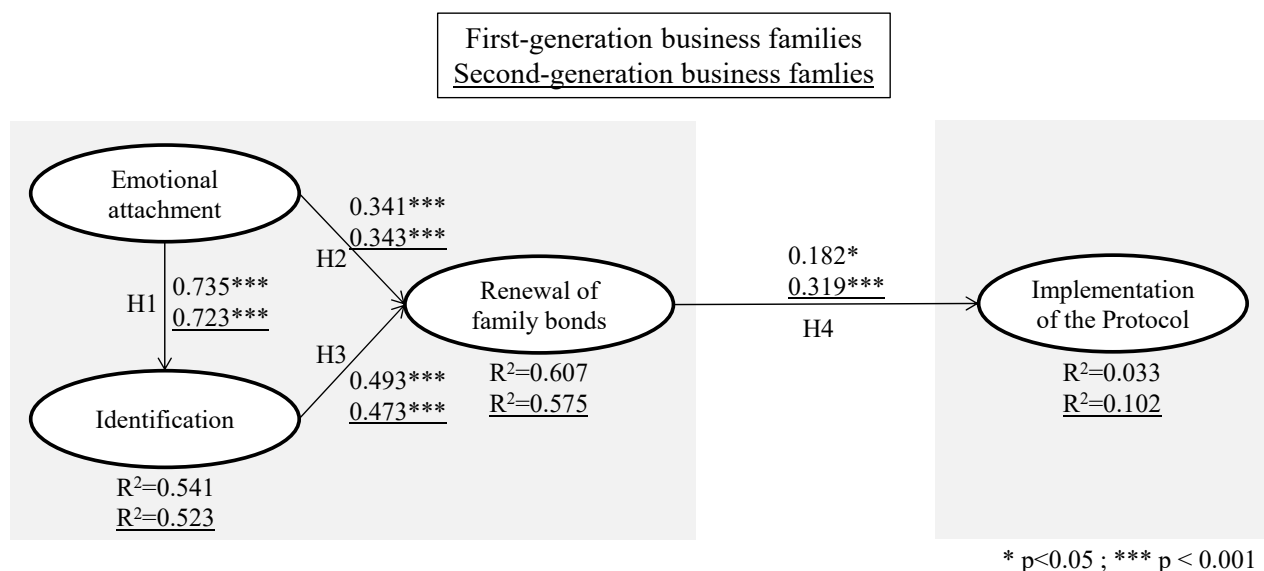 First-generation business families
Second-generation business famlies
Emotional
attachment
0.341***
0.343***
H2
H1
0.735***
0.723***
Renewal of
family bonds
0.182*
0.319***
H4
Implementation
of the Protocol
H3
0.493***
0.473***
R²=0.607
R²=0.575
R²=0.033
R²=0.102
Identification
R²=0.541
R²=0.523
* p<0.05 ; *** p < 0.001